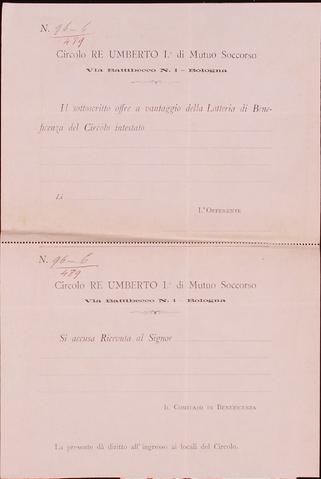 N. 96-6
489
Circolo RE UMBERTO I.° di Mutuo Soccorso
Via Battibecco N. 1 - Bologna
Il sottoscritto offre a vantaggio della Lotteria di Bene-
ficenza del Circolo intestato
Li
L'Offerente
N. 96-6
489
Circolo RE UMBERTO I.° di Mutuo Soccorso
Via Battibecco N. 1 - Bologna
Si accusa Ricevuta al Signor
Il Comitato di Beneficenza
La presente dà diritto all'ingresso ai locali del Circolo.